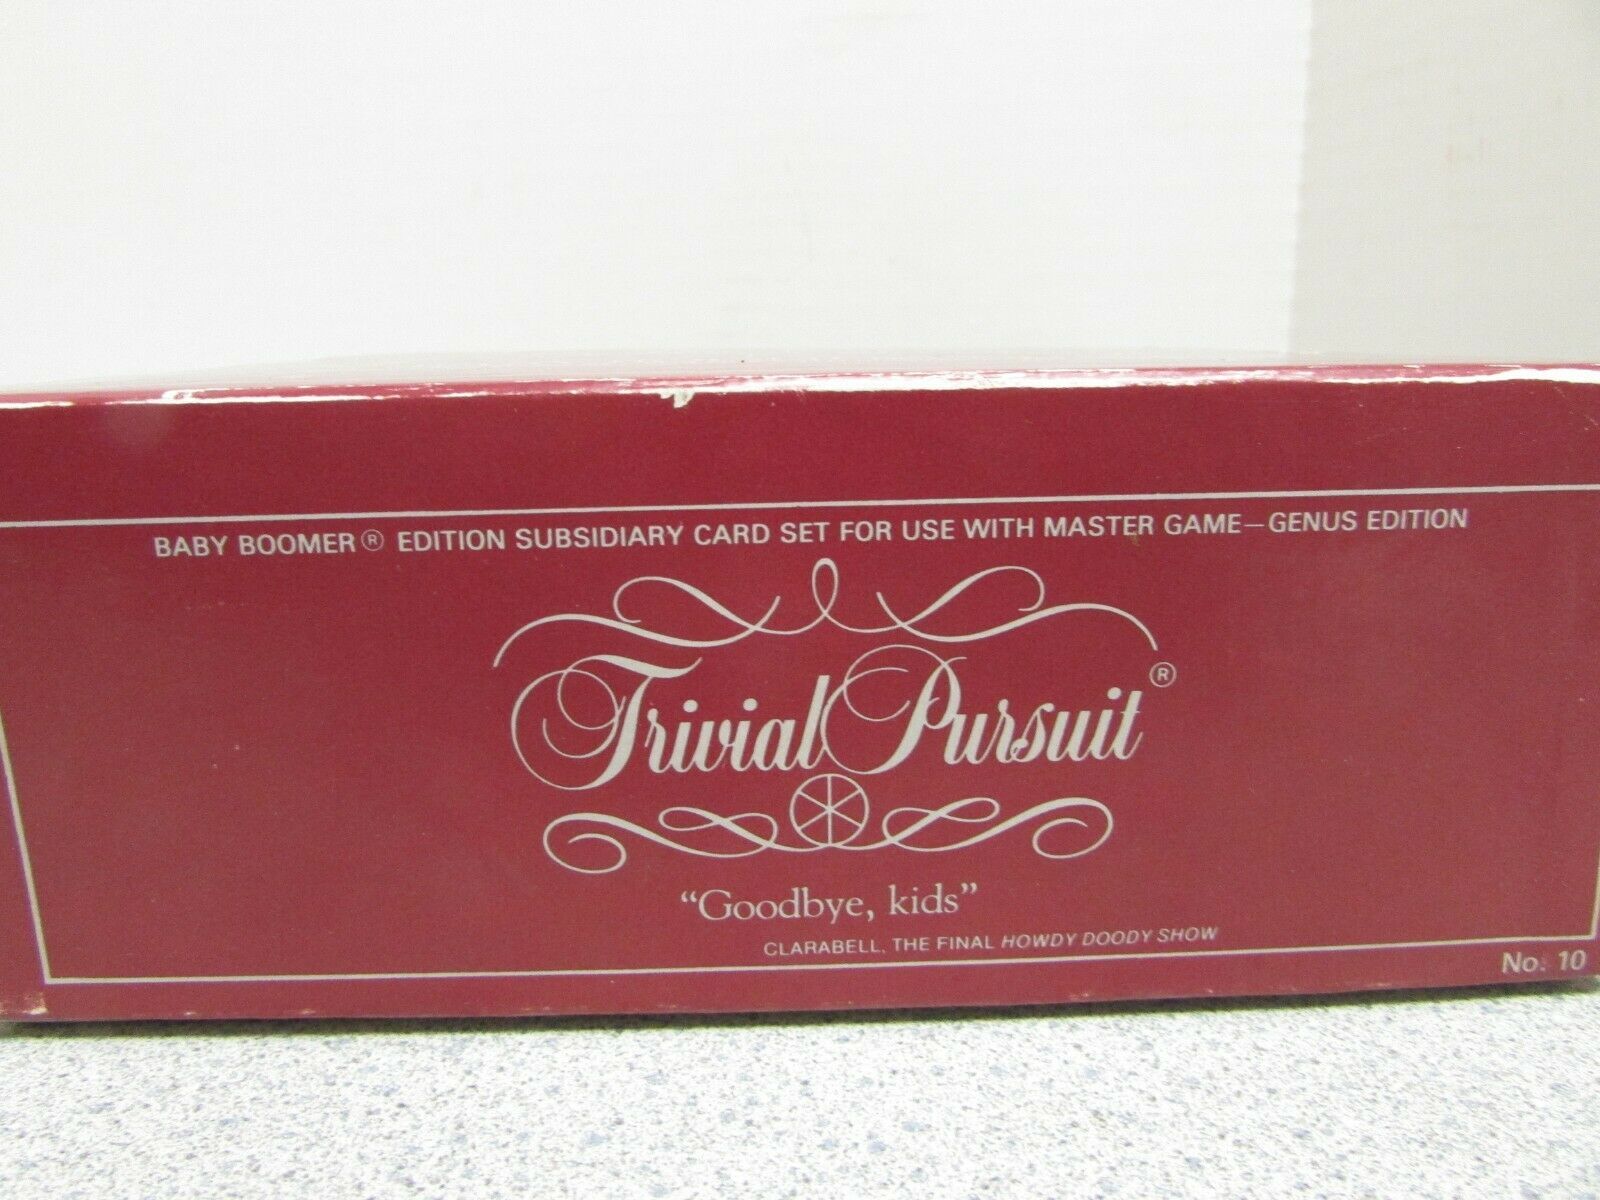 BABY BOOMER® EDITION SUBSIDIARY CARD SET FOR USE WITH MASTER GAME—GENUS EDITION
Trivial Pursuit®
“Goodbye, kids”
CLARABELL, THE FINAL HOWDY DOODY SHOW
No. 10